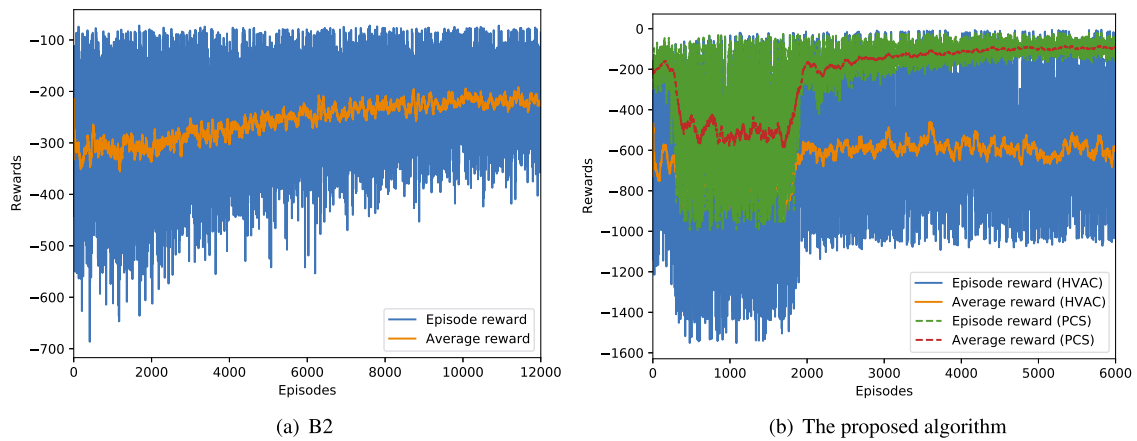 −100
−200
−300
−400
−500
−600
−700
Rewards
0
2000
4000
6000
8000
10000
12000
Episodes
Episode reward
Average reward
(a) B2
0
−200
−400
−600
−800
−1000
−1200
−1400
−1600
Rewards
0
1000
2000
3000
4000
5000
6000
Episodes
Episode reward (HVAC)
Average reward (HVAC)
Episode reward (PCS)
Average reward (PCS)
(b) The proposed algorithm